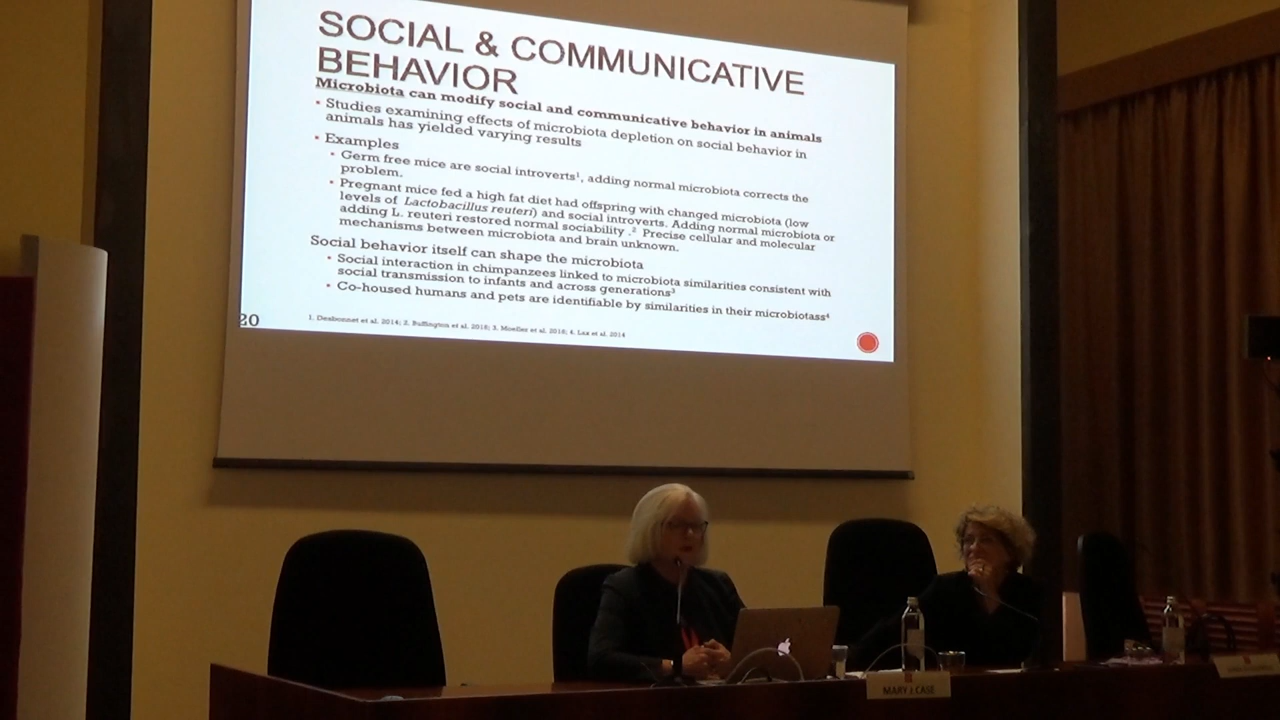 SOCIAL & COMMUNICATIVE
BEHAVIOR
Microbiota can modify social and communicative behavior in animals
Studies examining effects of microbiota depletion on social behavior in
animals has yielded varying results
Examples
Germ free mice are social introverts¹, adding normal microbiota corrects the
problem.
Pregnant mice fed a high fat diet had offspring with changed microbiota (low
levels of Lactobacillus reuteri) and social introverts. Adding normal microbiota or
adding L. reuteri restored normal sociability .² Precise cellular and molecular
mechanisms between microbiota and brain unknown.
Social behavior itself can shape the microbiota
Social interaction in chimpanzees linked to microbiota similarities consistent with
social transmission to infants and across generations³
Co-housed humans and pets are identifiable by similarities in their microbiotass⁴
20
1. Desbonnet et al, 2014; 2. Buffington et al, 2016; 3. Moeller et al, 2016; 4. Lax et al, 2014
MARY J. CASE